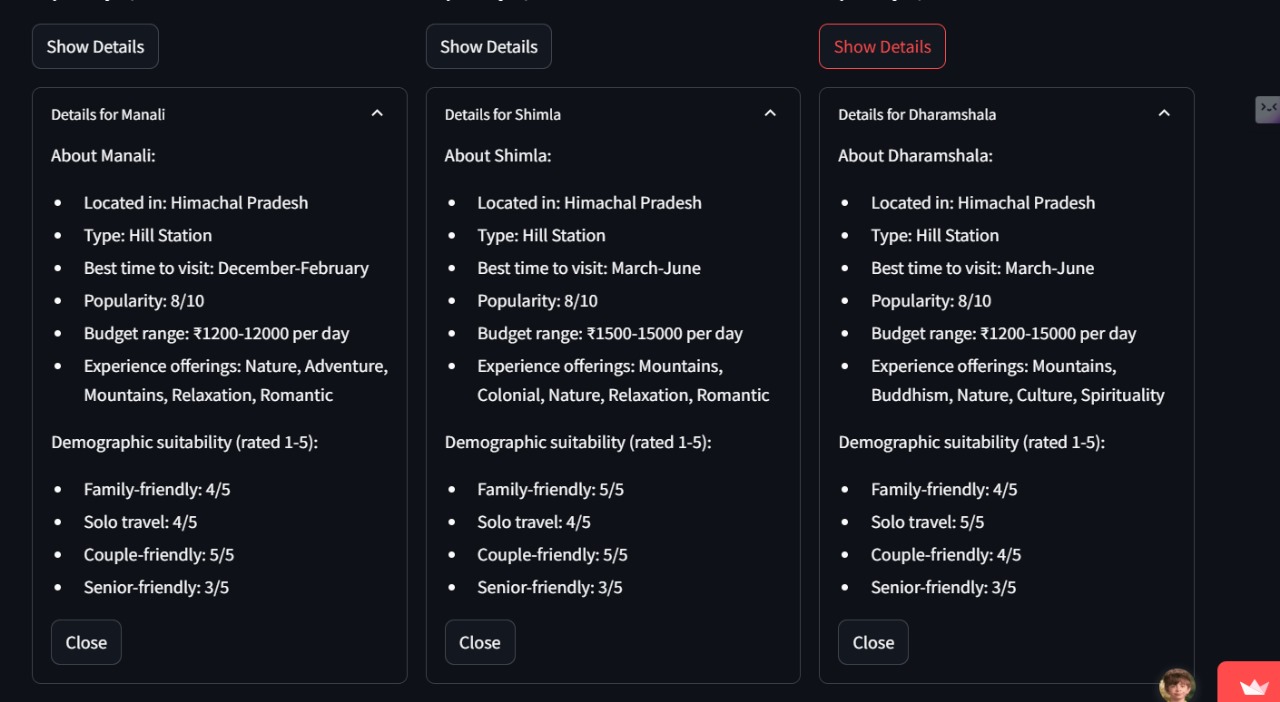 Show Details
Show Details
Show Details
Details for Manali
About Manali:
Located in: Himachal Pradesh
Type: Hill Station
Best time to visit: December-February
Popularity: 8/10
Budget range: ₹1200-12000 per day
Experience offerings: Nature, Adventure,
Mountains, Relaxation, Romantic
Demographic suitability (rated 1-5):
Family-friendly: 4/5
Solo travel: 4/5
Couple-friendly: 5/5
Senior-friendly: 3/5
Close
Details for Shimla
About Shimla:
Located in: Himachal Pradesh
Type: Hill Station
Best time to visit: March-June
Popularity: 8/10
Budget range: ₹1500-15000 per day
Experience offerings: Mountains,
Colonial, Nature, Relaxation, Romantic
Demographic suitability (rated 1-5):
Family-friendly: 5/5
Solo travel: 4/5
Couple-friendly: 5/5
Senior-friendly: 3/5
Close
Details for Dharamshala
About Dharamshala:
Located in: Himachal Pradesh
Type: Hill Station
Best time to visit: March-June
Popularity: 8/10
Budget range: ₹1200-15000 per day
Experience offerings: Mountains,
Buddhism, Nature, Culture, Spirituality
Demographic suitability (rated 1-5):
Family-friendly: 4/5
Solo travel: 5/5
Couple-friendly: 4/5
Senior-friendly: 3/5
Close